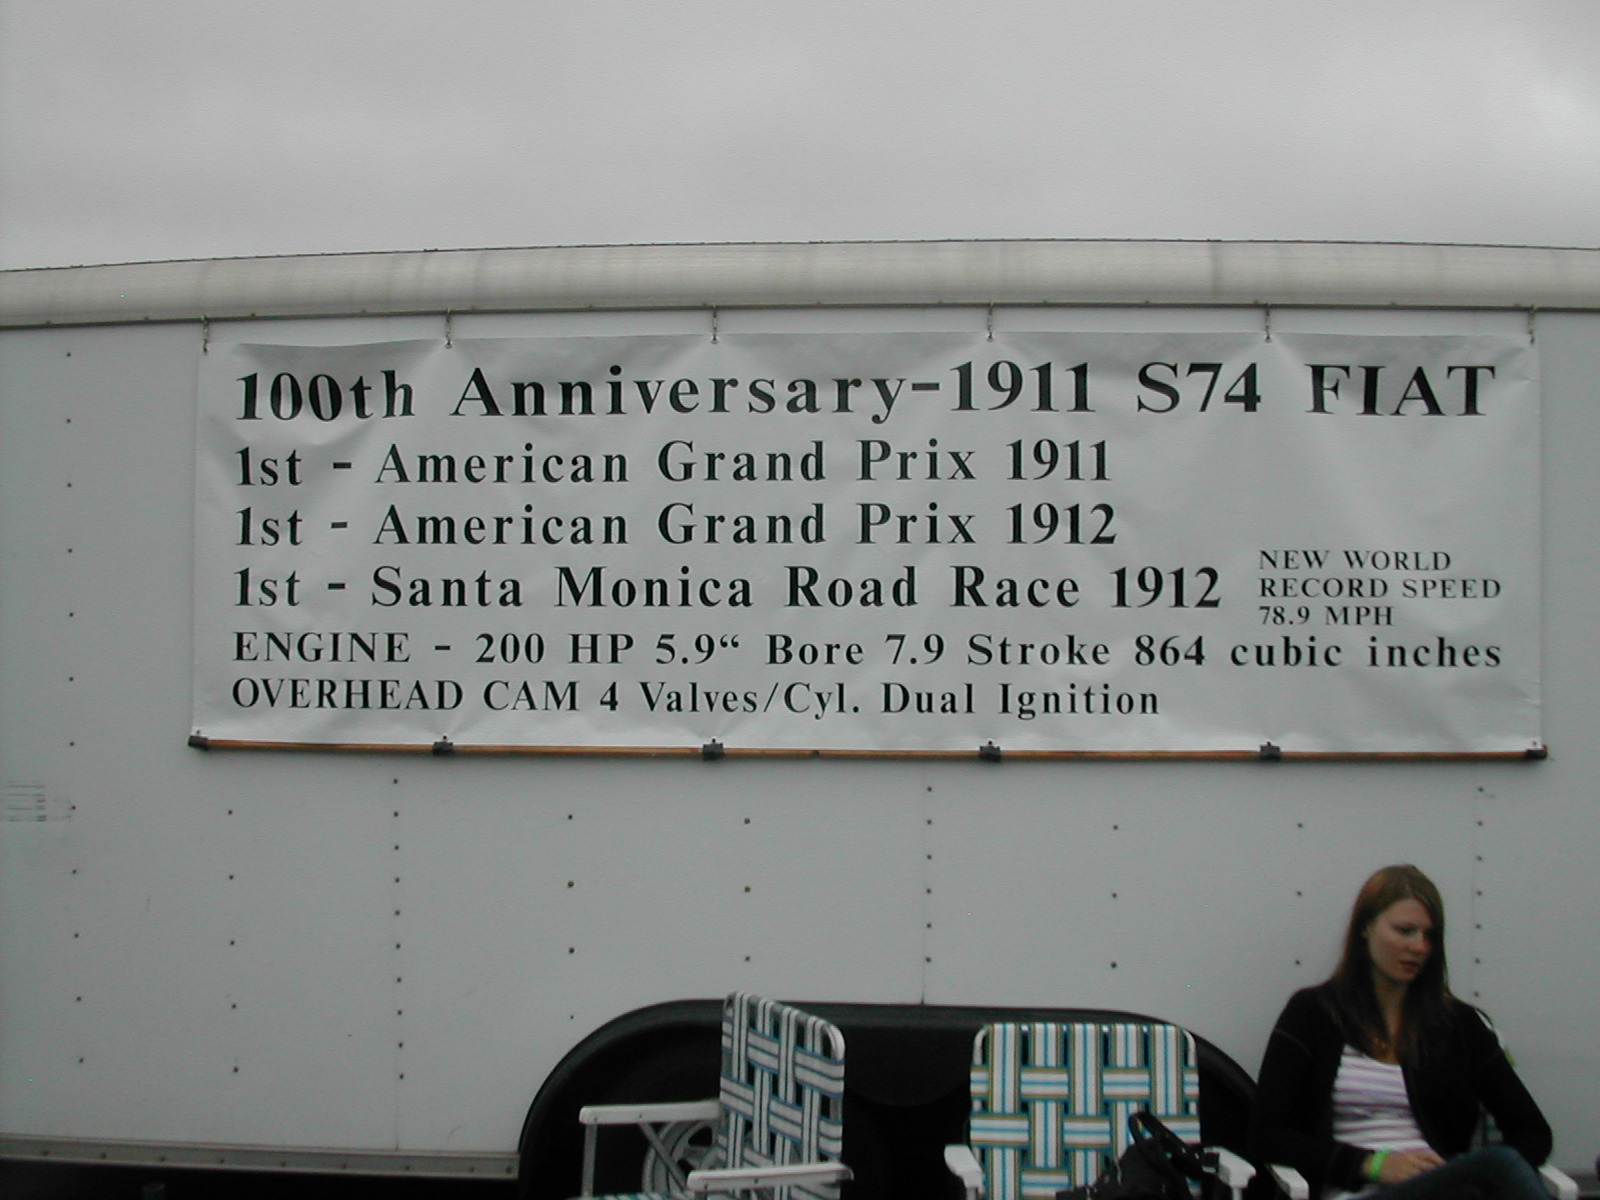 100th Anniversary-1911 S74 FIAT
1st - American Grand Prix 1911
1st - American Grand Prix 1912
1st - Santa Monica Road Race 1912
NEW WORLD
RECORD SPEED
78.9 MPH
ENGINE - 200 HP 5.9“ Bore 7.9 Stroke 864 cubic inches
OVERHEAD CAM 4 Valves/Cyl. Dual Ignition